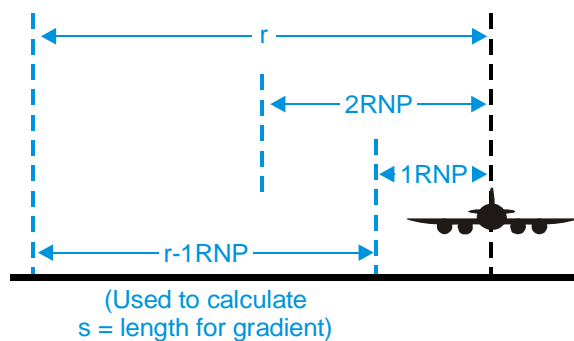 r
2RNP
1RNP
r-1RNP
(Used to calculate
s = length for gradient)